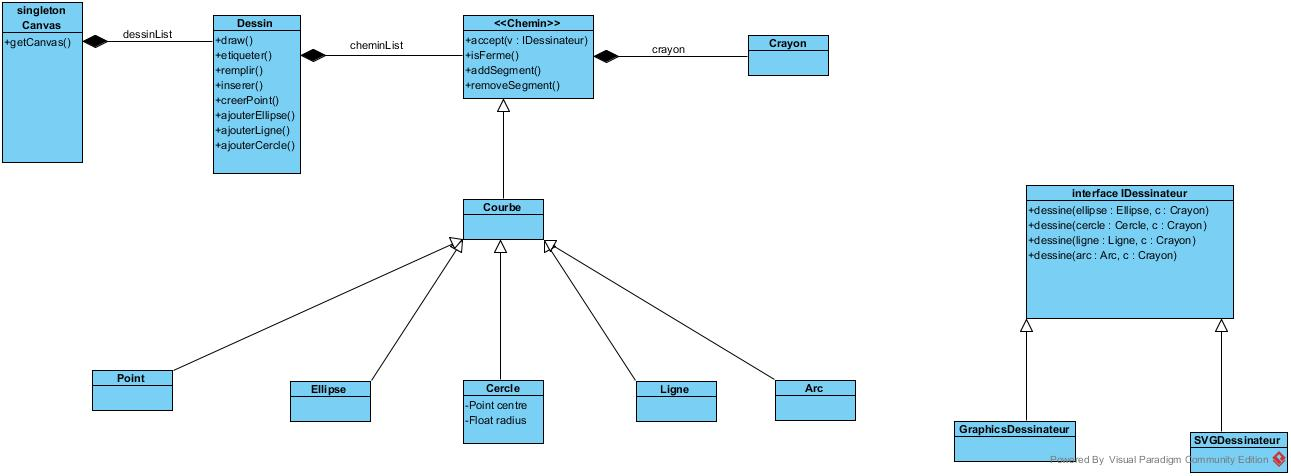 singleton
Canvas
+getCanvas()
dessinList
Dessin
+draw()
+etiqueter()
+remplir()
+inserer()
+creerPoint()
+ajouterEllipse()
+ajouterLigne()
+ajouterCercle()
cheminList
<<Chemin>>
+accept(v : IDessinateur)
+isFerme()
+addSegment()
+removeSegment()
crayon
Crayon
Courbe
interface IDessinateur
+dessine(ellipse : Ellipse, c : Crayon)
+dessine(cercle : Cercle, c : Crayon)
+dessine(ligne : Ligne, c : Crayon)
+dessine(arc : Arc, c : Crayon)
Point
Ellipse
Cercle
-Point centre
-Float radius
Ligne
Arc
GraphicsDessinateur
SVGDessinateur
Powered By Visual Paradigm Community Edition